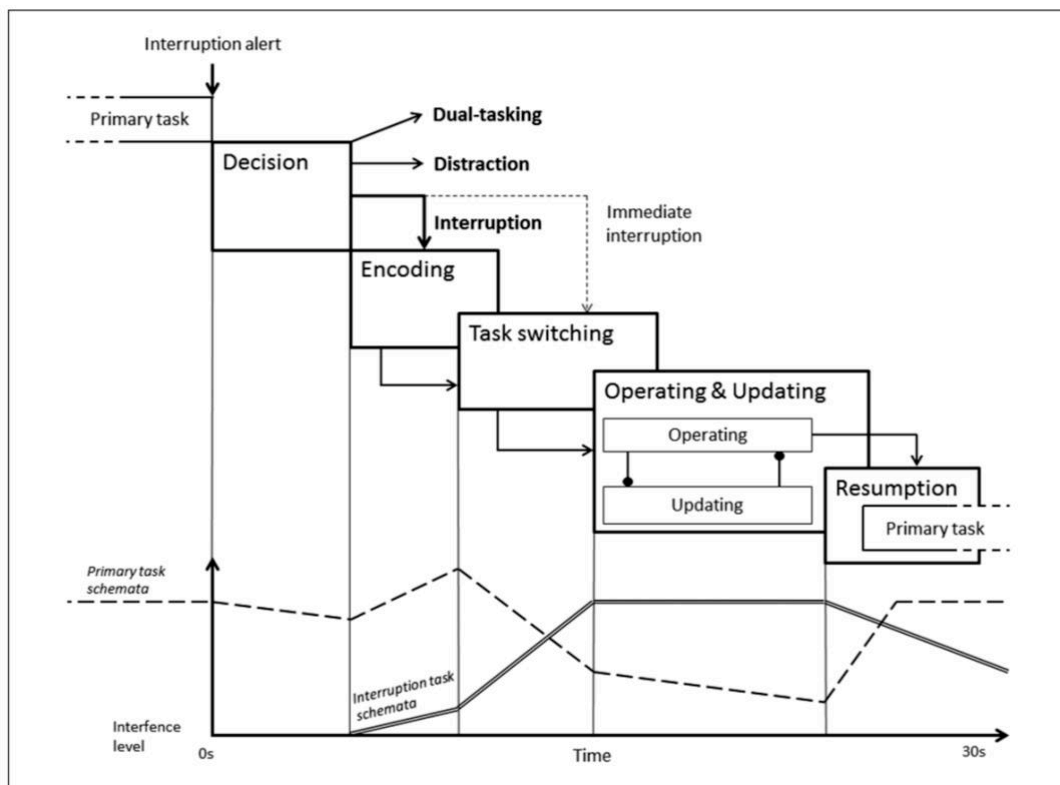 Interruption alert
Primary task
Dual-tasking
Decision
Distraction
Interruption
Immediate
interruption
Encoding
Task switching
Operating & Updating
Operating
Updating
Resumption
Primary task
Primary task
schemata
Interruption task
schemata
Interfence
level
0s
Time
30s